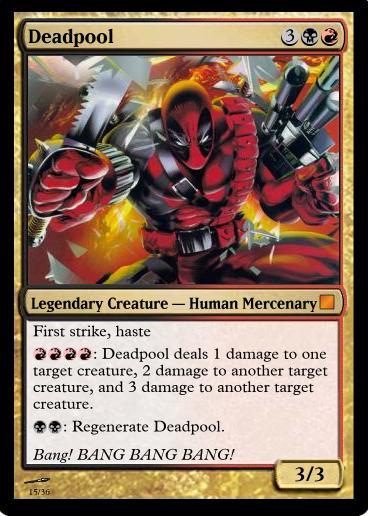 Deadpool 3
Legendary Creature — Human Mercenary
First strike, haste
: Deadpool deals 1 damage to one
target creature, 2 damage to another target
creature, and 3 damage to another target
creature.
: Regenerate Deadpool.
Bang! BANG BANG BANG!
3/3
15/36